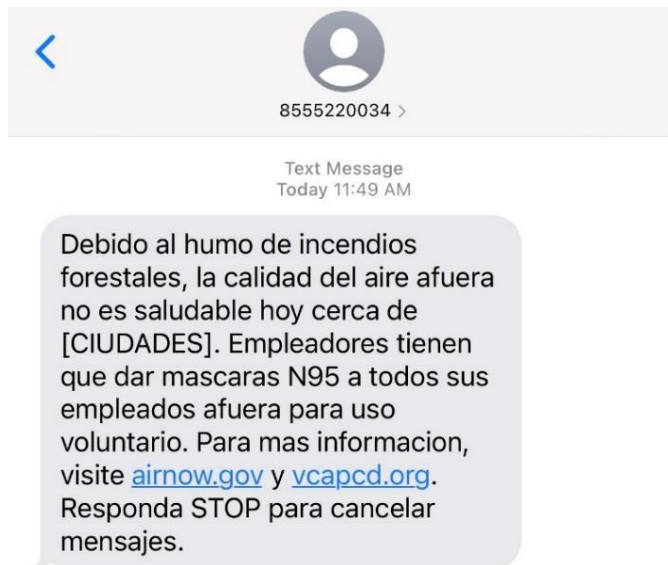 8555220034 >
Text Message
Today 11:49 AM
Debido al humo de incendios
forestales, la calidad del aire afuera
no es saludable hoy cerca de
[CIUDADES]. Empleadores tienen
que dar mascaras N95 a todos sus
empleados afuera para uso
voluntario. Para mas informacion,
visite airnow.gov y vcapcd.org.
Responda STOP para cancelar
mensajes.